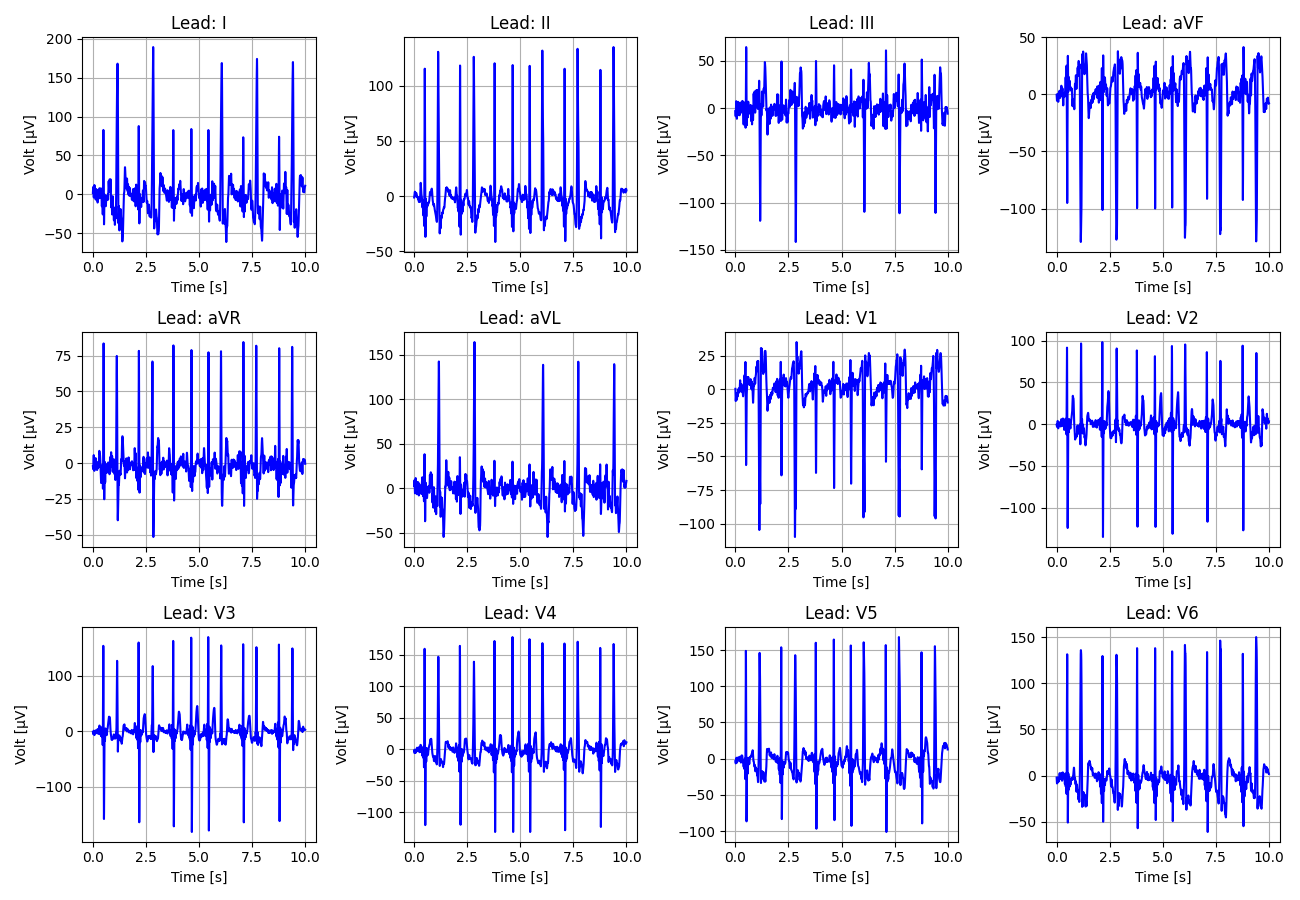 Lead: I
Lead: II
Lead: III
Lead: aVF
200
150
100
50
0
−50
Volt [μV]
0.0 2.5 5.0 7.5 10.0
Time [s]
100
50
0
−50
Volt [μV]
0.0 2.5 5.0 7.5 10.0
Time [s]
50
0
−50
−100
−150
Volt [μV]
0.0 2.5 5.0 7.5 10.0
Time [s]
50
0
−50
−100
Volt [μV]
0.0 2.5 5.0 7.5 10.0
Time [s]
Lead: aVR
Lead: aVL
Lead: V1
Lead: V2
75
50
25
0
−25
−50
Volt [μV]
0.0 2.5 5.0 7.5 10.0
Time [s]
150
100
50
0
−50
Volt [μV]
0.0 2.5 5.0 7.5 10.0
Time [s]
25
0
−25
−50
−75
−100
Volt [μV]
0.0 2.5 5.0 7.5 10.0
Time [s]
100
50
0
−50
−100
Volt [μV]
0.0 2.5 5.0 7.5 10.0
Time [s]
Lead: V3
Lead: V4
Lead: V5
Lead: V6
100
0
−100
Volt [μV]
0.0 2.5 5.0 7.5 10.0
Time [s]
150
100
50
0
−50
−100
Volt [μV]
0.0 2.5 5.0 7.5 10.0
Time [s]
150
100
50
0
−50
−100
Volt [μV]
0.0 2.5 5.0 7.5 10.0
Time [s]
150
100
50
0
−50
Volt [μV]
0.0 2.5 5.0 7.5 10.0
Time [s]